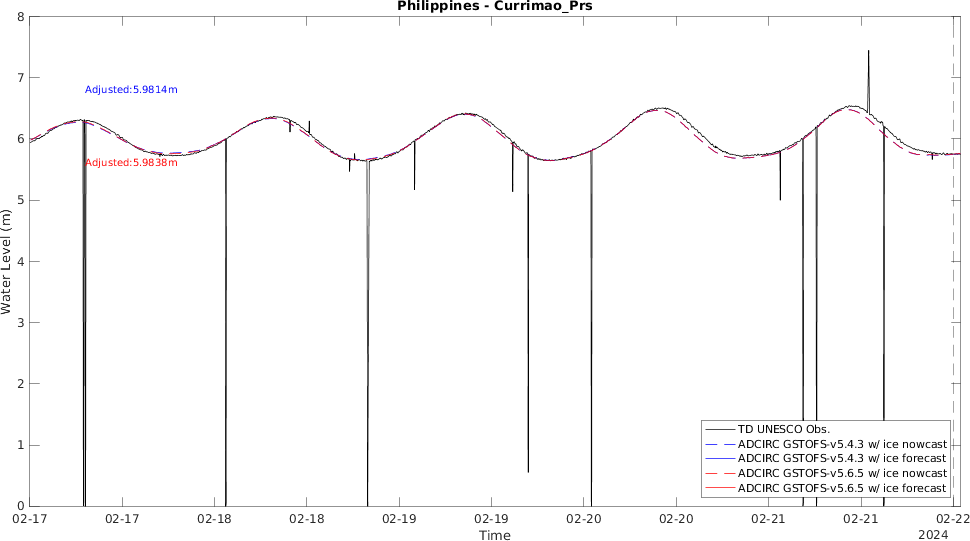 Philippines - Currimao_Prs
8
7
6
5
4
3
2
1
0
Water Level (m)
Adjusted:5.9814m
Adjusted:5.9838m
TD UNESCO Obs.
ADCIRC GSTOFS-v5.4.3 w/ ice nowcast
ADCIRC GSTOFS-v5.4.3 w/ ice forecast
ADCIRC GSTOFS-v5.6.5 w/ ice nowcast
ADCIRC GSTOFS-v5.6.5 w/ ice forecast
02-17 02-17 02-18 02-18 02-19 02-19 02-20 02-20 02-21 02-21 02-22
Time
2024